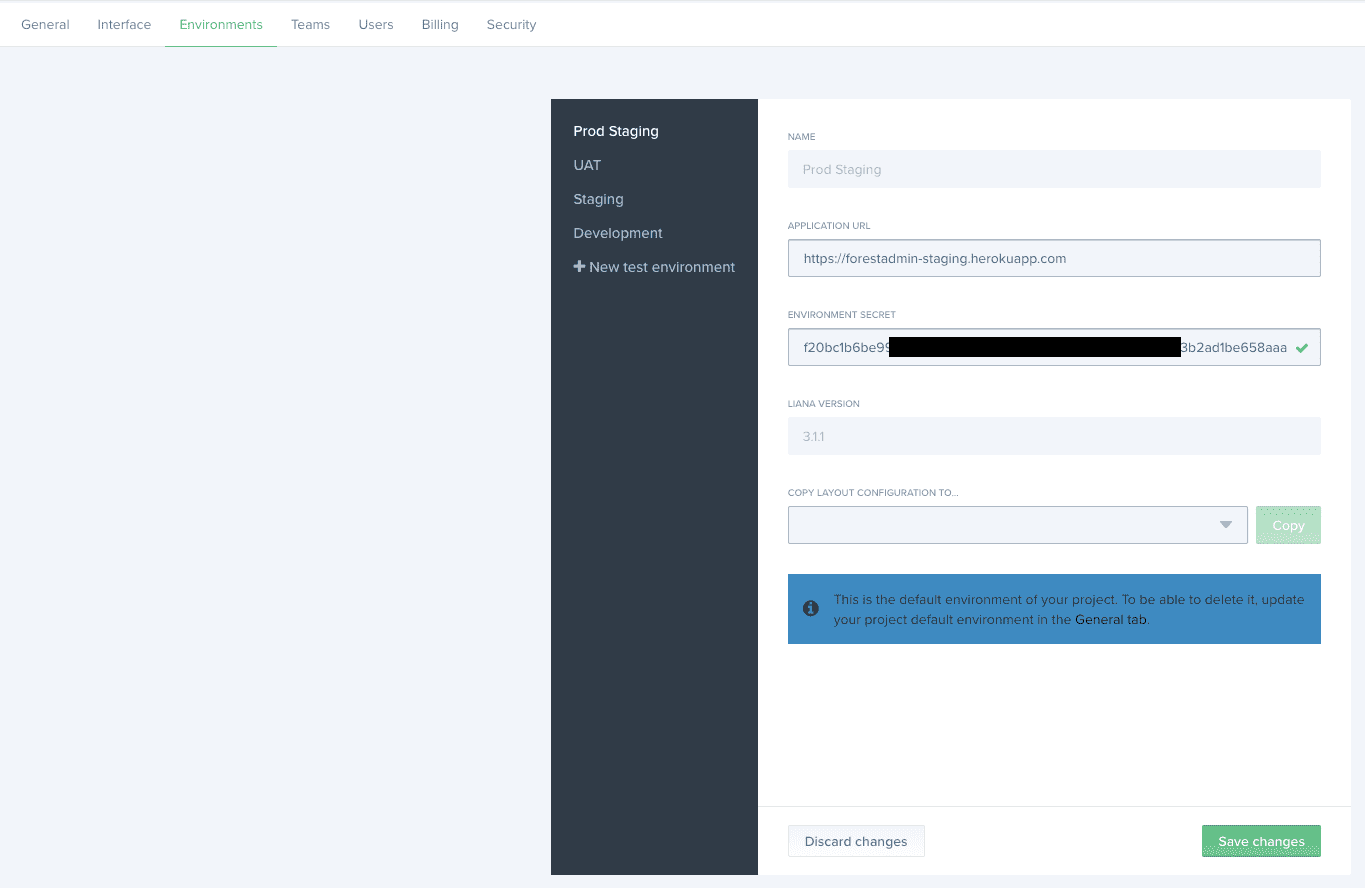 General Interface Environments Teams Users Billing Security
Prod Staging
UAT
Staging
Development
New test environment
NAME
Prod Staging
APPLICATION URL
https://forestadmin-staging.herokuapp.com
ENVIRONMENT SECRET
f20bc1b6be99 3b2ad1be658aaa
LIANA VERSION
3.1.1
COPY LAYOUT CONFIGURATION TO...
Copy
This is the default environment of your project. To be able to delete it, update
your project default environment in the General tab.
Discard changes Save changes